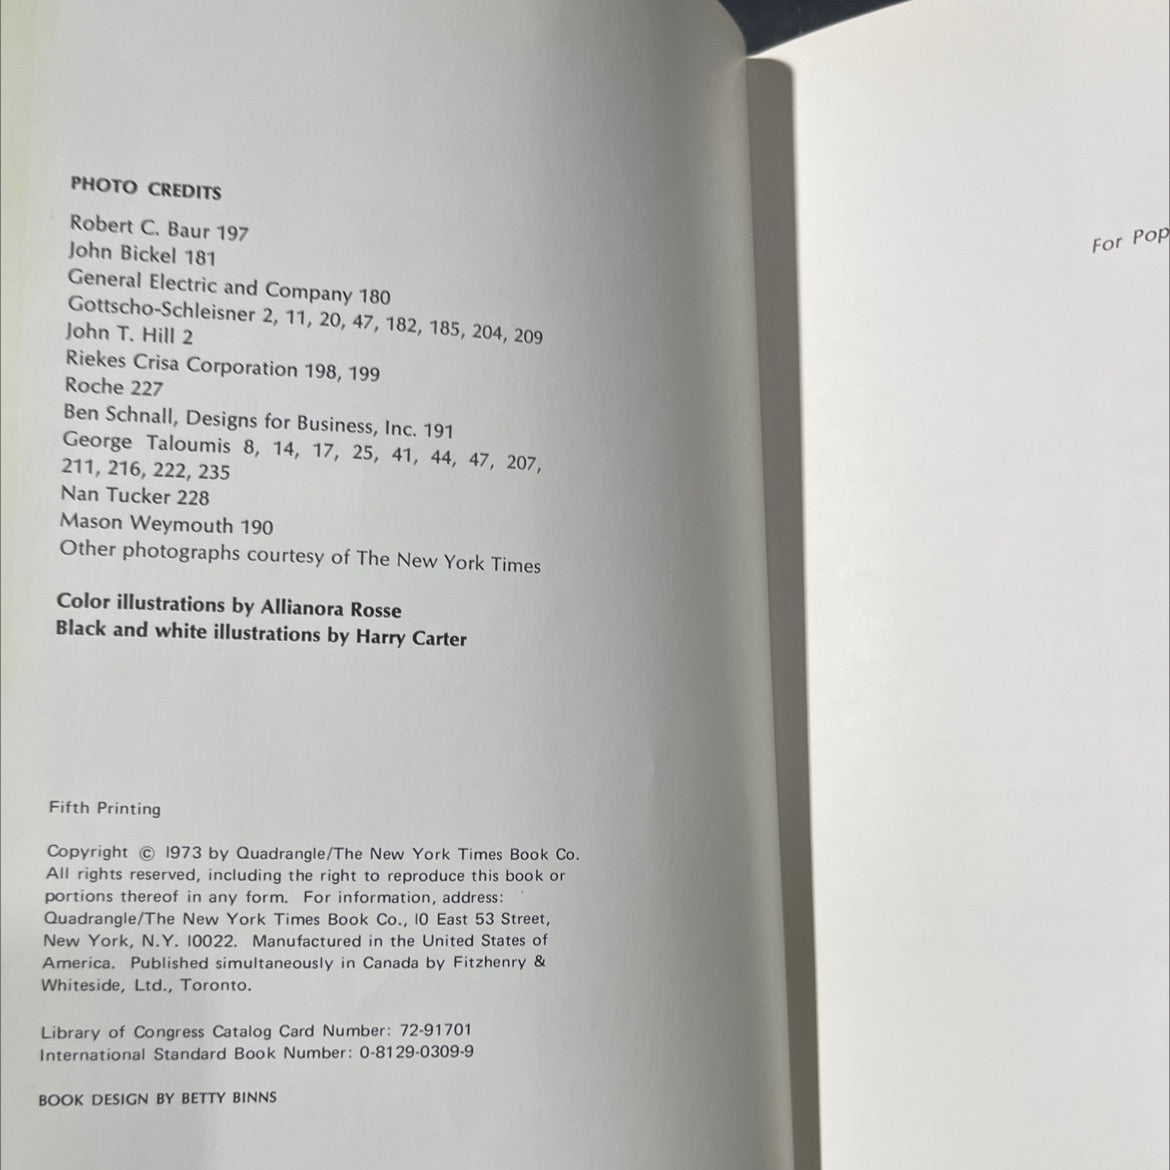 PHOTO CREDITS
Robert C. Baur 197
John Bickel 181
General Electric and Company 180
Gottscho-Schleisner 2, 11, 20, 47, 182, 185, 204, 209
John T. Hill 2
Riekes Crisa Corporation 198, 199
Roche 227
Ben Schnall, Designs for Business, Inc. 191
George Taloumis 8, 14, 17, 25, 41, 44, 47, 207,
211, 216, 222, 235
Nan Tucker 228
Mason Weymouth 190
Other photographs courtesy of The New York Times
Color illustrations by Allianora Rosse
Black and white illustrations by Harry Carter
Fifth Printing
Copyright © 1973 by Quadrangle/The New York Times Book Co.
All rights reserved, including the right to reproduce this book or
portions thereof in any form. For information, address:
Quadrangle/The New York Times Book Co., 10 East 53 Street,
New York, N.Y. 10022. Manufactured in the United States of
America. Published simultaneously in Canada by Fitzhenry &
Whiteside, Ltd., Toronto.
Library of Congress Catalog Card Number: 72-91701
International Standard Book Number: 0-8129-0309-9
BOOK DESIGN BY BETTY BINNS
For Pop